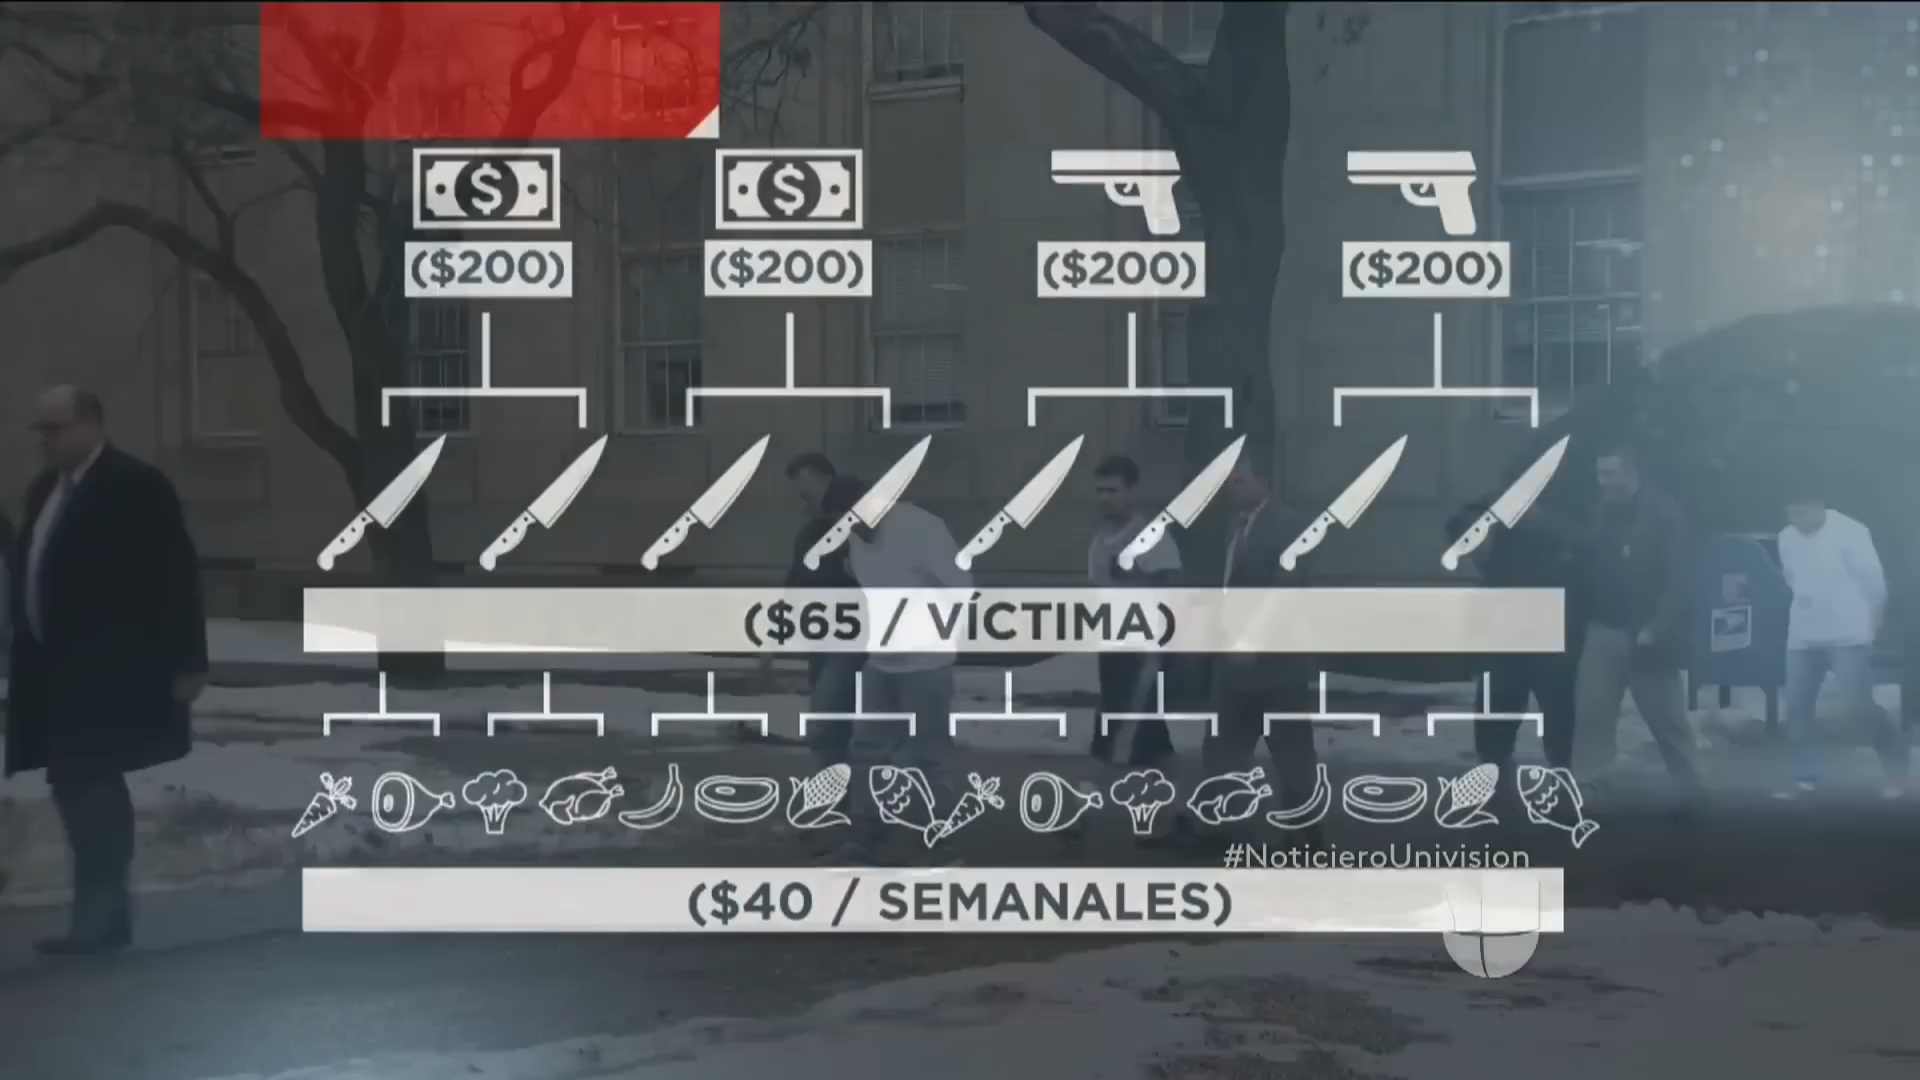 ($200)
($200)
($200)
($200)
($65 / VÍCTIMA)
#NoticieroUnivision
($40 / SEMANALES)